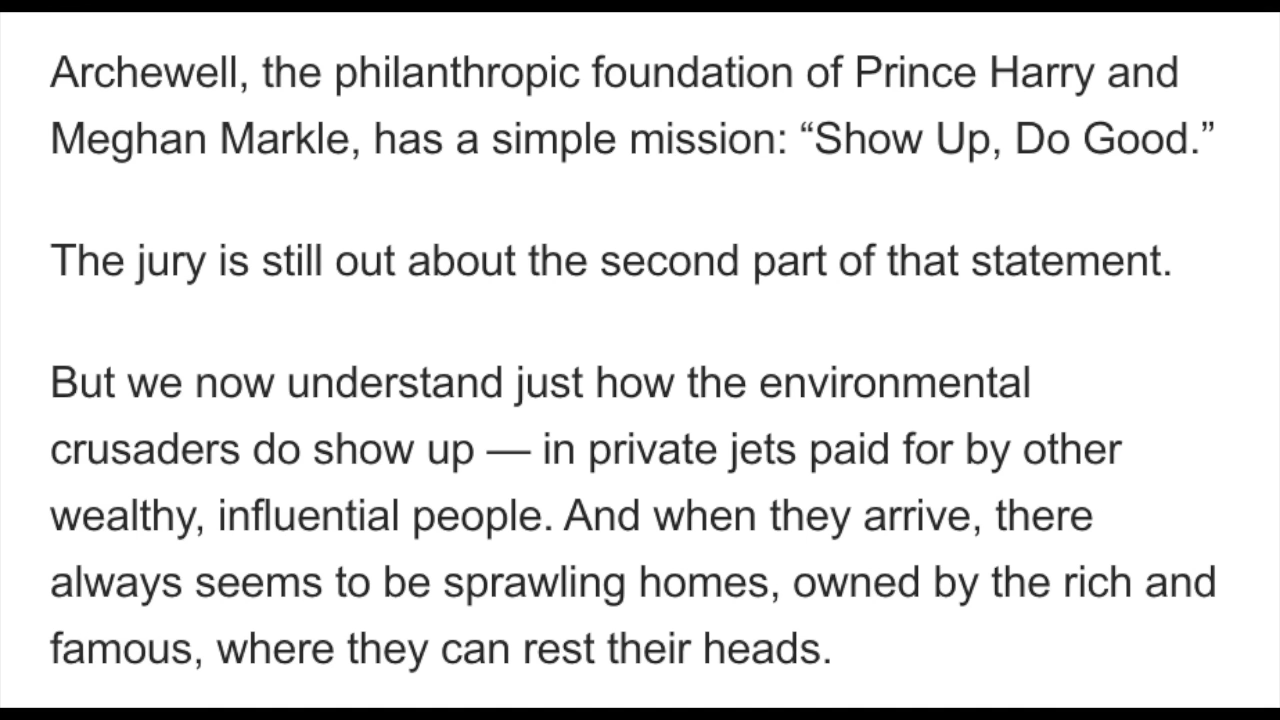 Archewell, the philanthropic foundation of Prince Harry and
Meghan Markle, has a simple mission: “Show Up, Do Good.”
The jury is still out about the second part of that statement.
But we now understand just how the environmental
crusaders do show up — in private jets paid for by other
wealthy, influential people. And when they arrive, there
always seems to be sprawling homes, owned by the rich and
famous, where they can rest their heads.